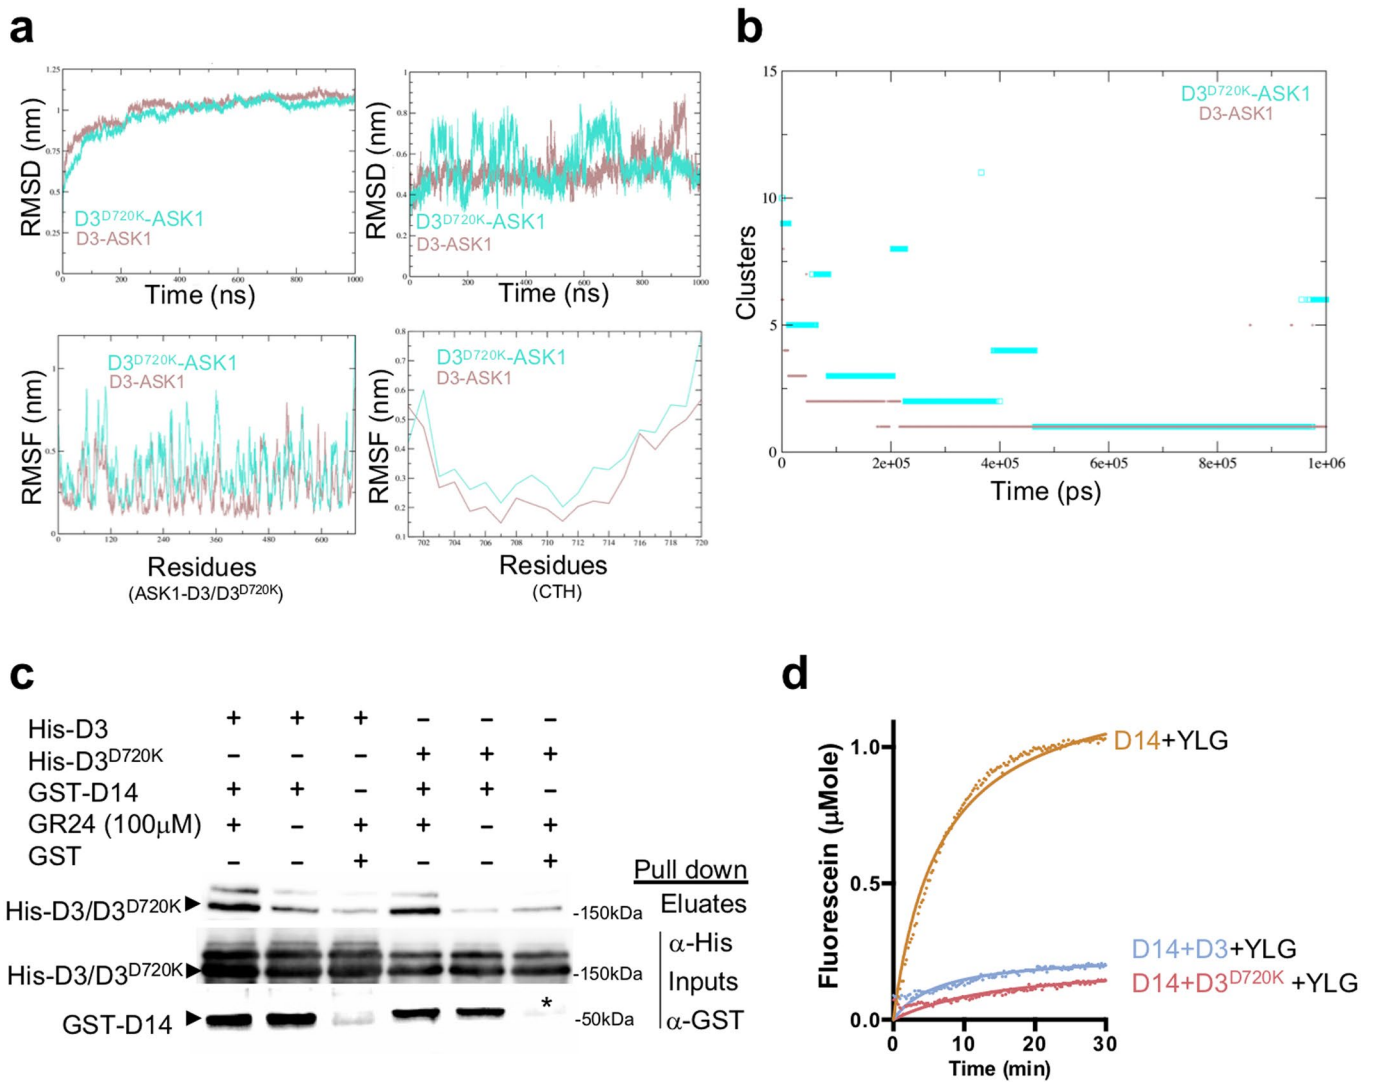 a
1.25
1
0.75
0.5
0.25
0
RMSD (nm)
D3D720K-ASK1
D3-ASK1
0 200 400 600 800 1000
Time (ns)
1
0.8
0.6
0.4
0.2
0
RMSD (nm)
D3D720K-ASK1
D3-ASK1
0 200 400 600 800 1000
Time (ns)
1
0.5
0
RMSF (nm)
D3D720K-ASK1
D3-ASK1
0 120 240 360 480 600
Residues
(ASK1-D3/D3D720K)
0.8
0.7
0.6
0.5
0.4
0.3
0.2
0.1
RMSF (nm)
D3D720K-ASK1
D3-ASK1
702 704 706 708 710 712 714 716 718 720
Residues
(CTH)
b
15
10
5
0
Clusters
D3D720K-ASK1
D3-ASK1
0 2e+05 4e+05 6e+05 8e+05 1e+06
Time (ps)
c
His-D3 + + + – – –
His-D3D720K – – – + + +
GST-D14 + + – + + –
GR24 (100μM) + – + + – +
GST – – + – – +
Pull down
His-D3/D3D720K -150kDa Eluates
α-His
His-D3/D3D720K -150kDa Inputs
*
GST-D14 -50kDa α-GST
d
1.0
0.5
0.0
Fluorescein (μMole)
D14+YLG
D14+D3+YLG
D14+D3D720K +YLG
0 10 20 30
Time (min)